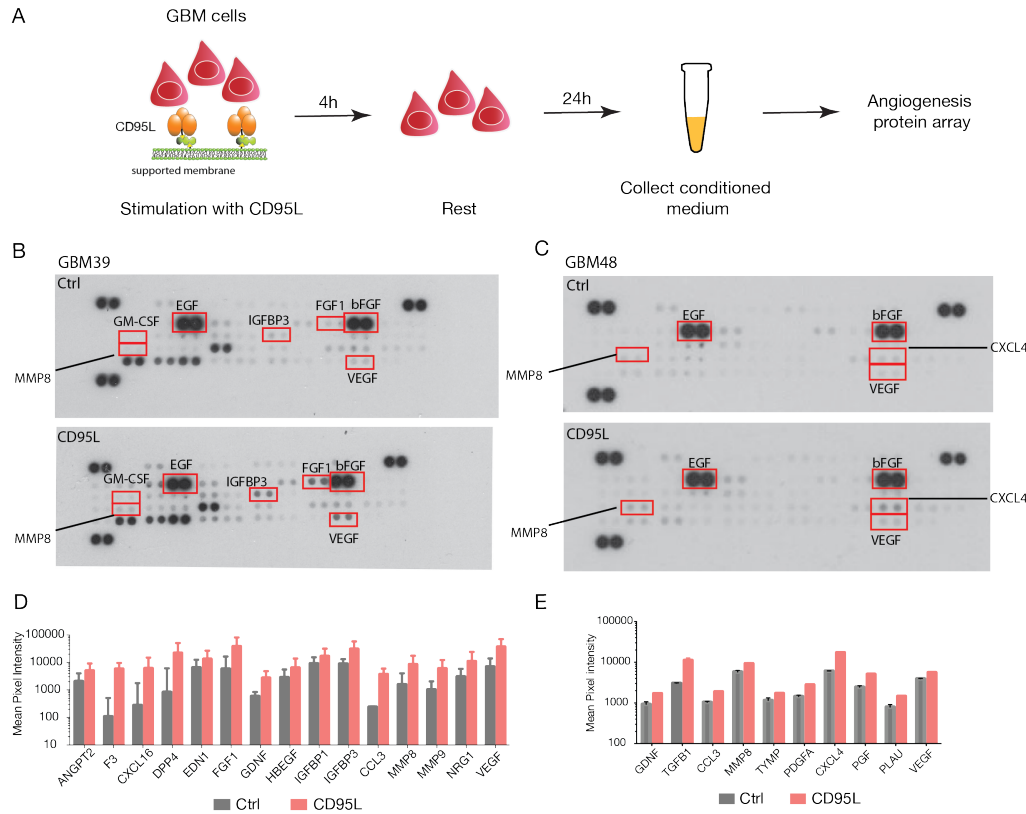 A
GBM cells
CD95L
supported membrane
Stimulation with CD95L
4h
Rest
24h
Collect conditioned
medium
Angiogenesis
protein array
B
GBM39
Ctrl
EGF
FGF1
bFGF
GM-CSF
IGFBP3
MMP8
VEGF
CD95L
EGF
FGF1
bFGF
GM-CSF
IGFBP3
MMP8
VEGF
C
GBM48
Ctrl
EGF
bFGF
CXCL4
MMP8
VEGF
CD95L
EGF
bFGF
CXCL4
MMP8
VEGF
D
Mean Pixel Intensity
100000
10000
1000
100
10
ANGPT2
F3
CXCL16
DPP4
EDN1
FGF1
GDNF
HBEGF
IGFBP1
IGFBP3
CCL3
MMP8
MMP9
NRG1
VEGF
Ctrl
CD95L
E
Mean Pixel intensity
100000
10000
1000
100
GDNF
TGFB1
CCL3
MMP8
TYMP
PDGFA
CXCL4
PGF
PLAU
VEGF
Ctrl
CD95L